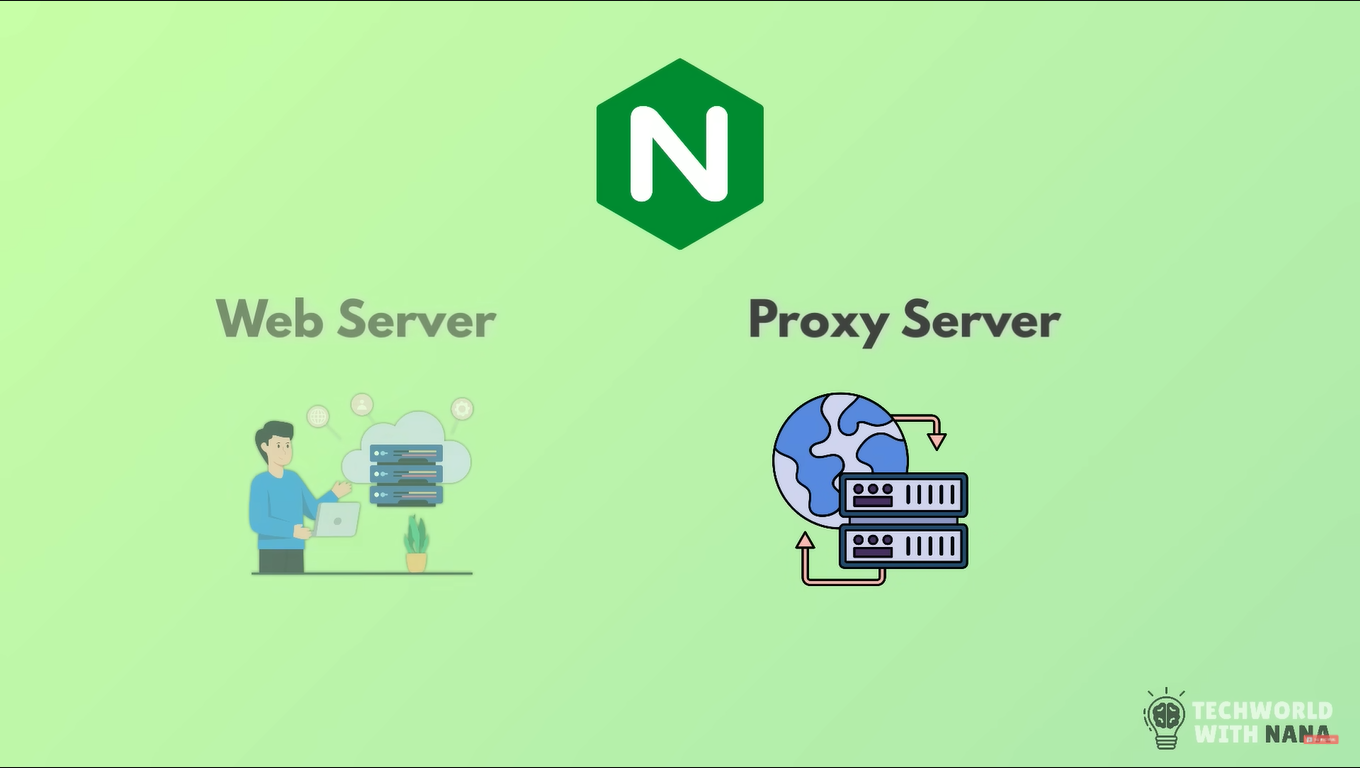 N
Web Server
Proxy Server
TECHWORLD
WITH NANA